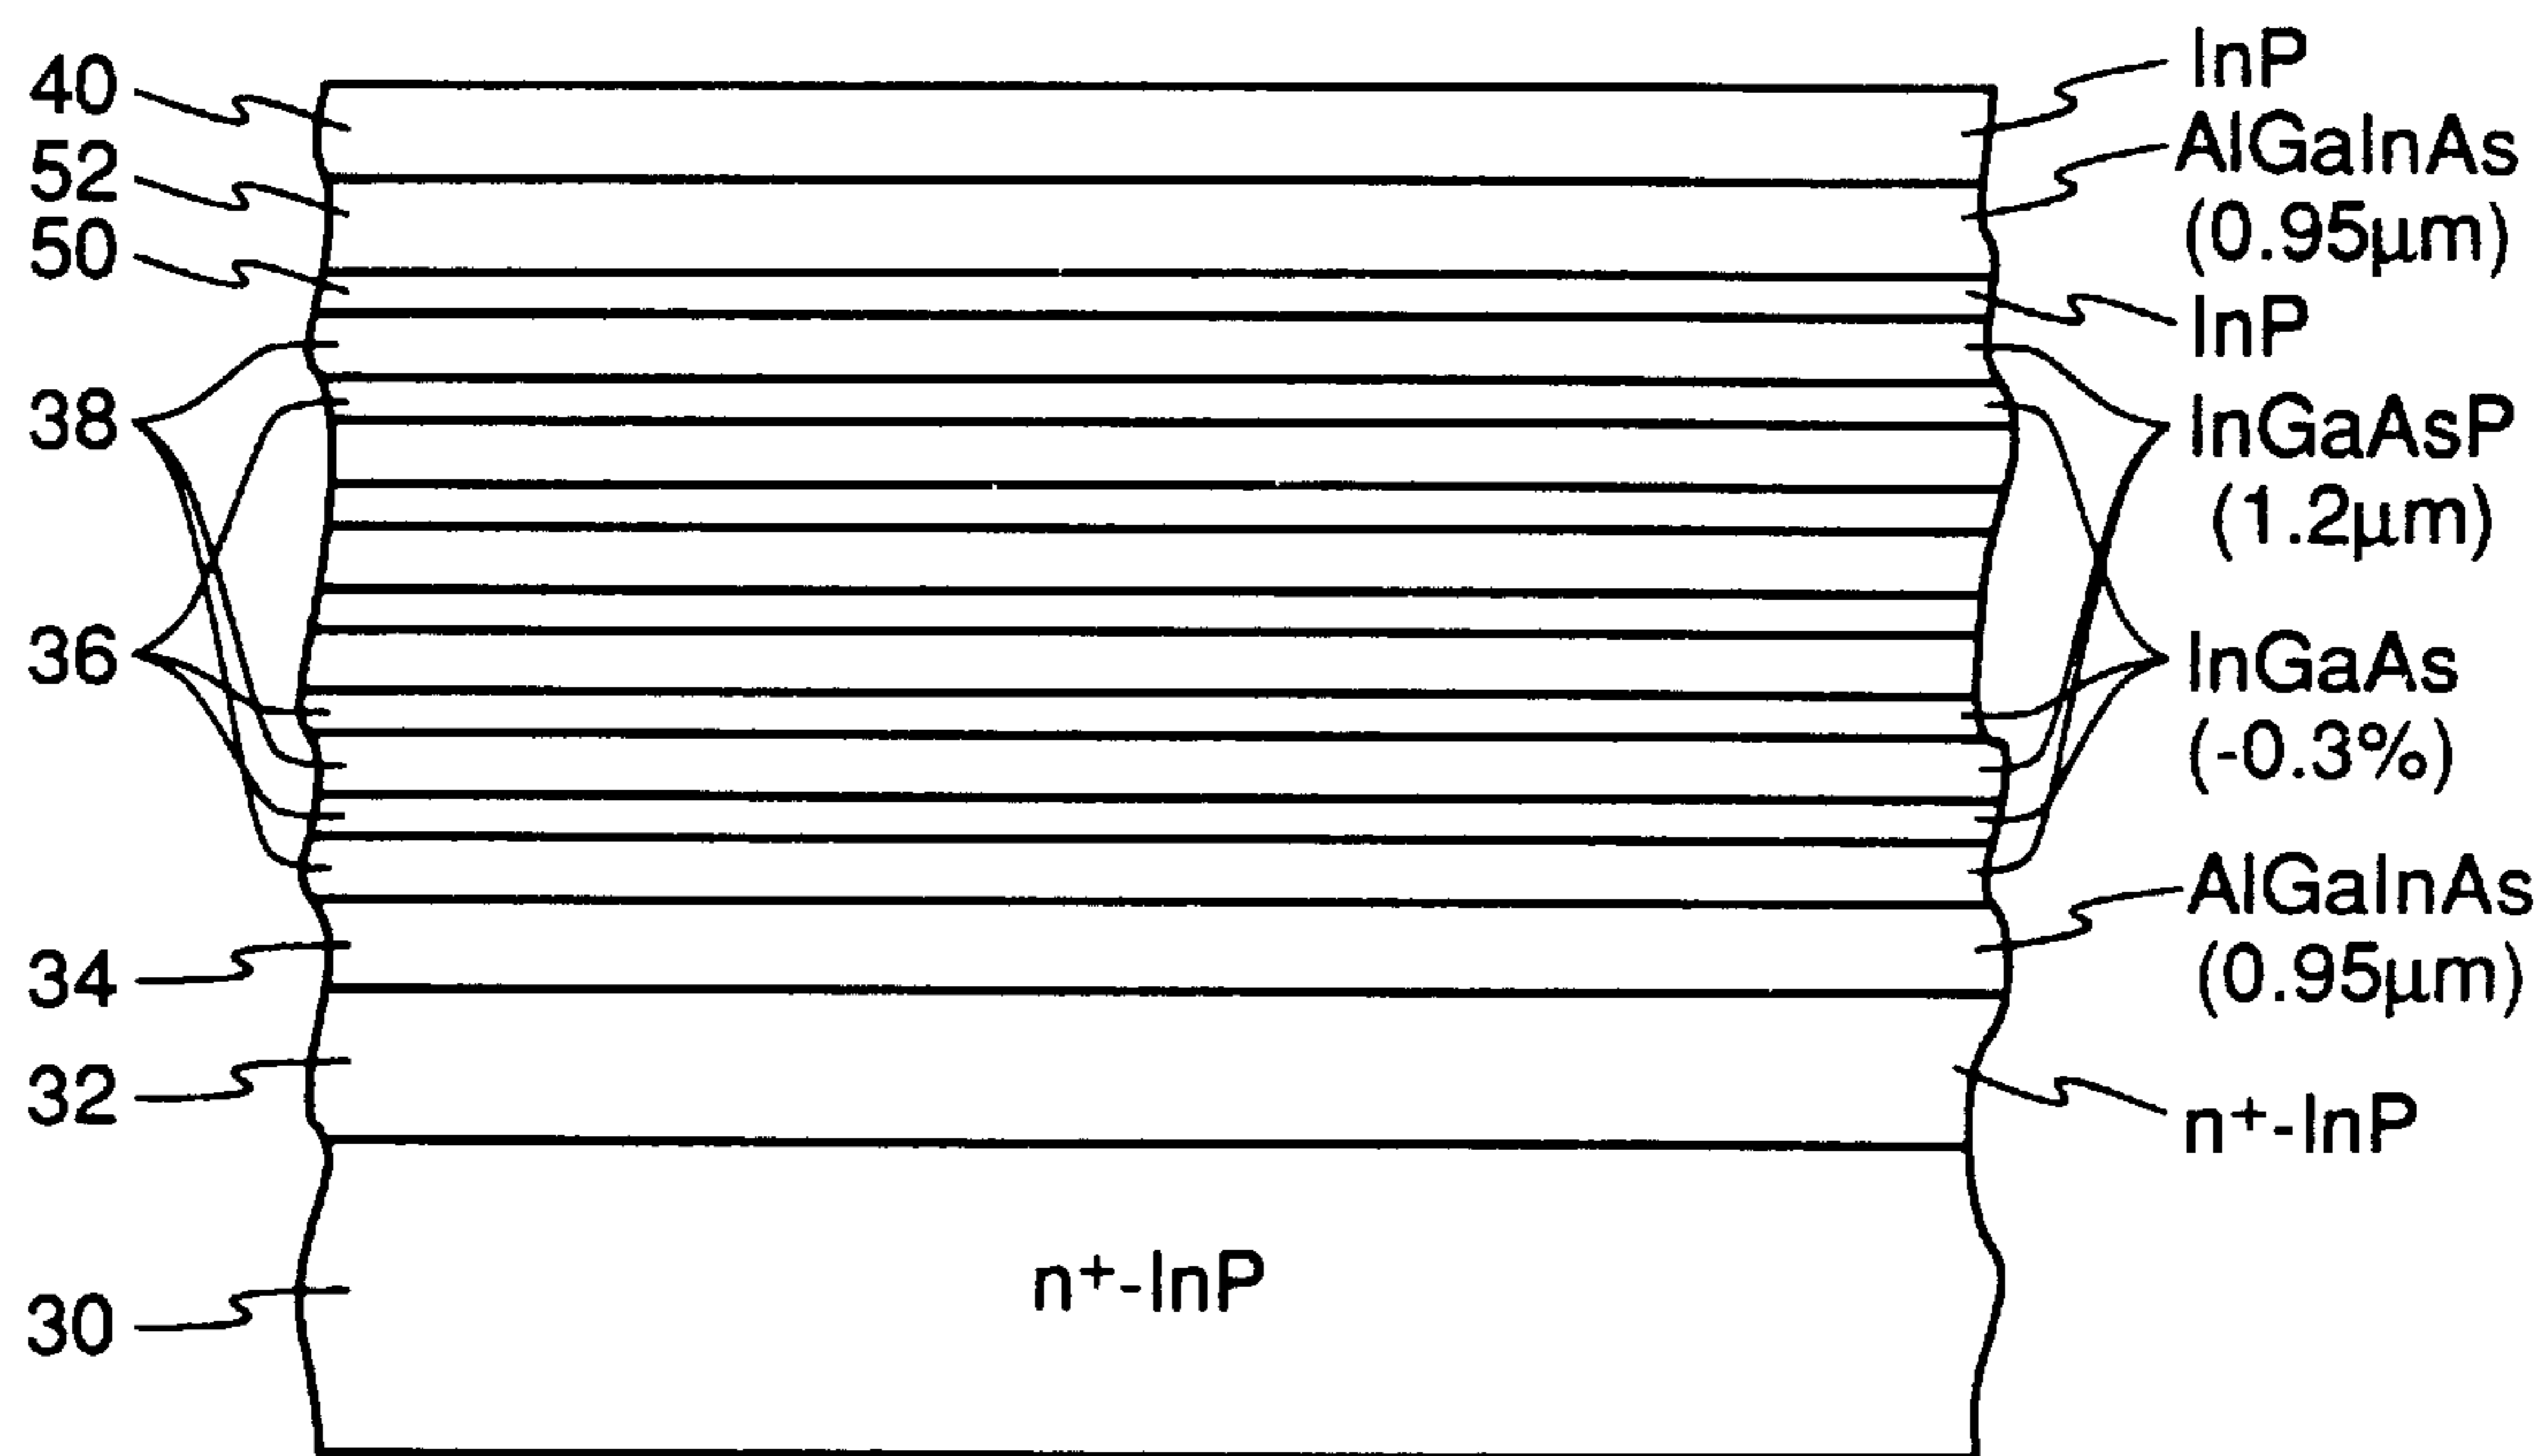 40
52
50
38
36
34
32
30
InP
AlGaInAs
(0.95μm)
InP
InGaAsP
(1.2μm)
InGaAs
(-0.3%)
AlGaInAs
(0.95μm)
n⁺-InP
n⁺-InP